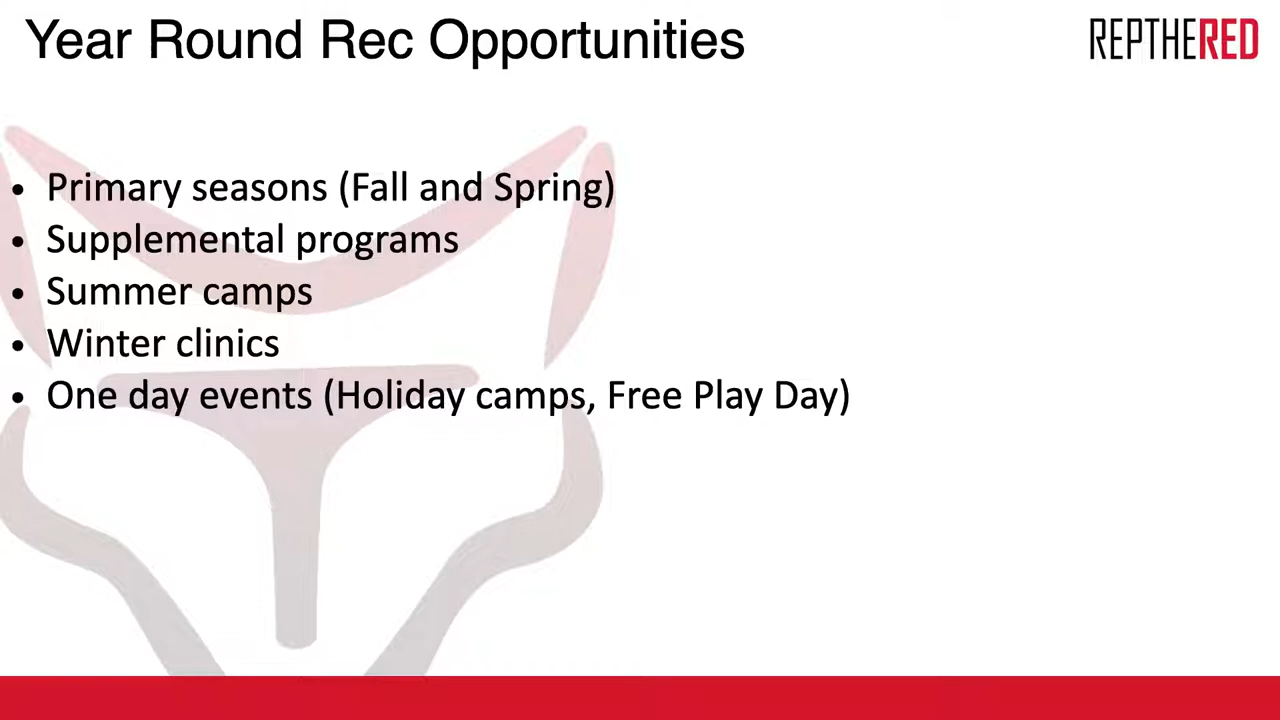 Year Round Rec Opportunities
REPTHERED
• Primary seasons (Fall and Spring)
• Supplemental programs
• Summer camps
• Winter clinics
• One day events (Holiday camps, Free Play Day)